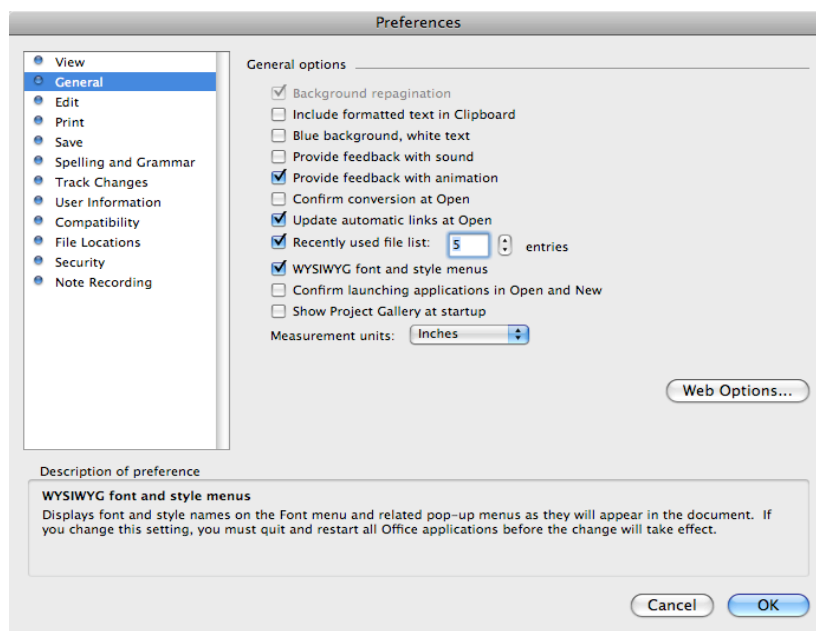 Preferences
View
General
Edit
Print
Save
Spelling and Grammar
Track Changes
User Information
Compatibility
File Locations
Security
Note Recording
General options
Background repagination
Include formatted text in Clipboard
Blue background, white text
Provide feedback with sound
Provide feedback with animation
Confirm conversion at Open
Update automatic links at Open
Recently used file list: 5 entries
WYSIWYG font and style menus
Confirm launching applications in Open and New
Show Project Gallery at startup
Measurement units: Inches
Web Options...
Description of preference
WYSIWYG font and style menus
Displays font and style names on the Font menu and related pop-up menus as they will appear in the document. If
you change this setting, you must quit and restart all Office applications before the change will take effect.
Cancel OK